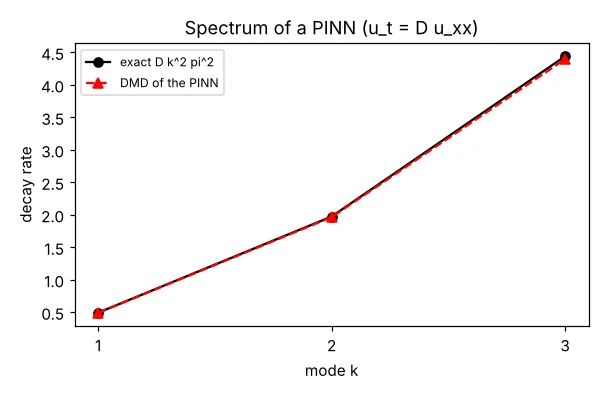 Spectrum of a PINN (u_t = D u_xx)
exact D k^2 pi^2
DMD of the PINN
decay rate
4.5
4.0
3.5
3.0
2.5
2.0
1.5
1.0
0.5
1 2 3
mode k